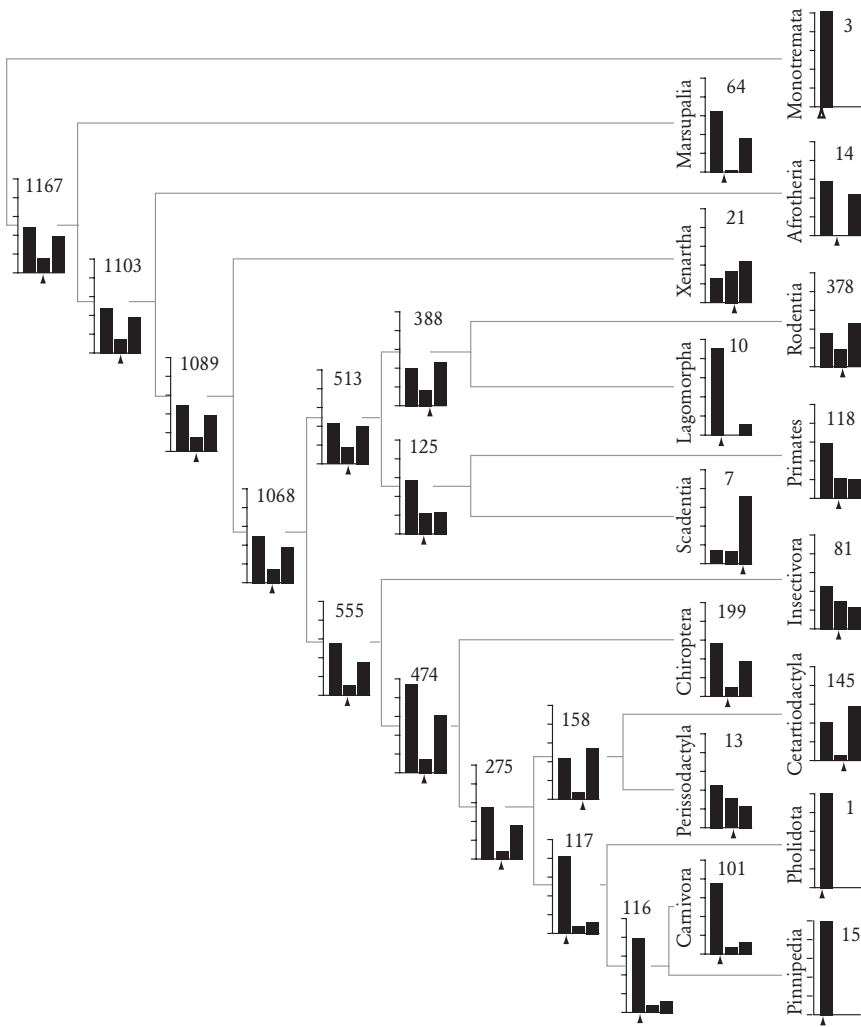 Monotremata
3
Marsupalia
64
Afrotheria
14
1167
Xenartha
21
1103
Rodentia
378
388
Lagomorpha
10
1089
513
Primates
118
125
Scadentia
7
1068
Insectivora
81
555
Chiroptera
199
474
Cetartiodactyla
145
158
Perissodactyla
13
275
Pholidota
1
117
Carnivora
101
116
Pinnipedia
15